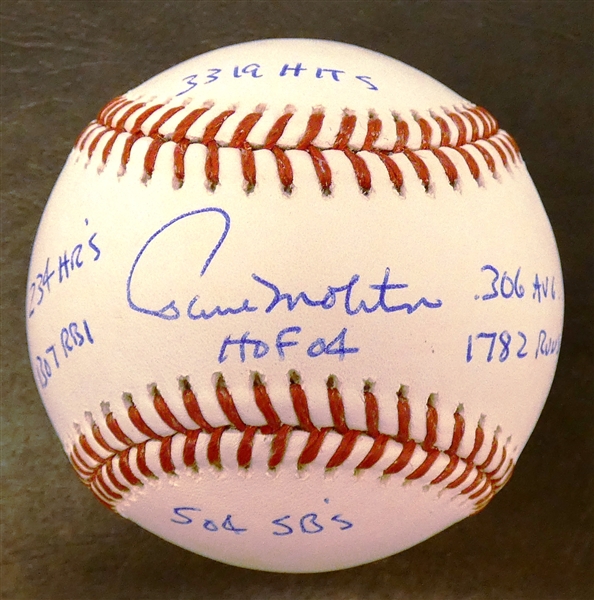 3319 HITS
234 HR'S
1307 RBI
Paul Molitor
HOF 04
.306 AVG.
1782 Runs
504 SB'S